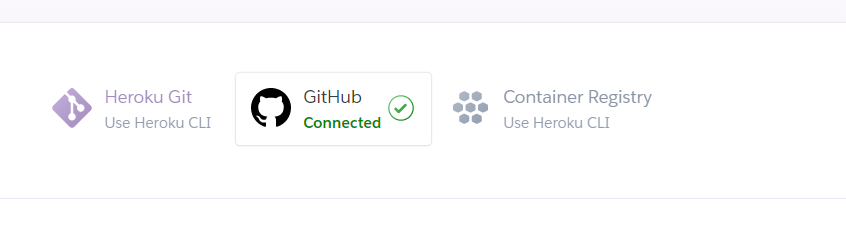 Heroku Git
Use Heroku CLI
GitHub
Connected
Container Registry
Use Heroku CLI